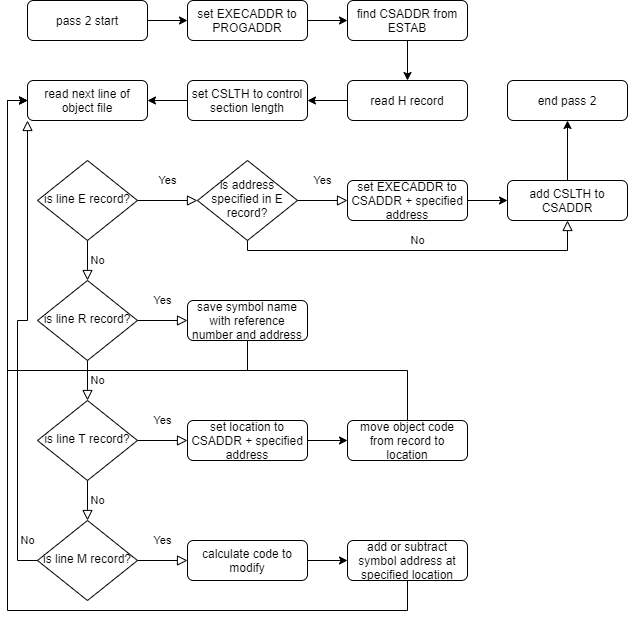 pass 2 start
set EXECADDR to
PROGADDR
find CSADDR from
ESTAB
read next line of
object file
set CSLTH to control
section length
read H record
end pass 2
is line E record?
Yes
Is address
specified in E
record?
Yes
set EXECADDR to
CSADDR + specified
address
add CSLTH to
CSADDR
No
No
is line R record?
Yes
save symbol name
with reference
number and address
No
is line T record?
Yes
set location to
CSADDR + specified
address
move object code
from record to
location
No
No
is line M record?
Yes
calculate code to
modify
add or subtract
symbol address at
specified location